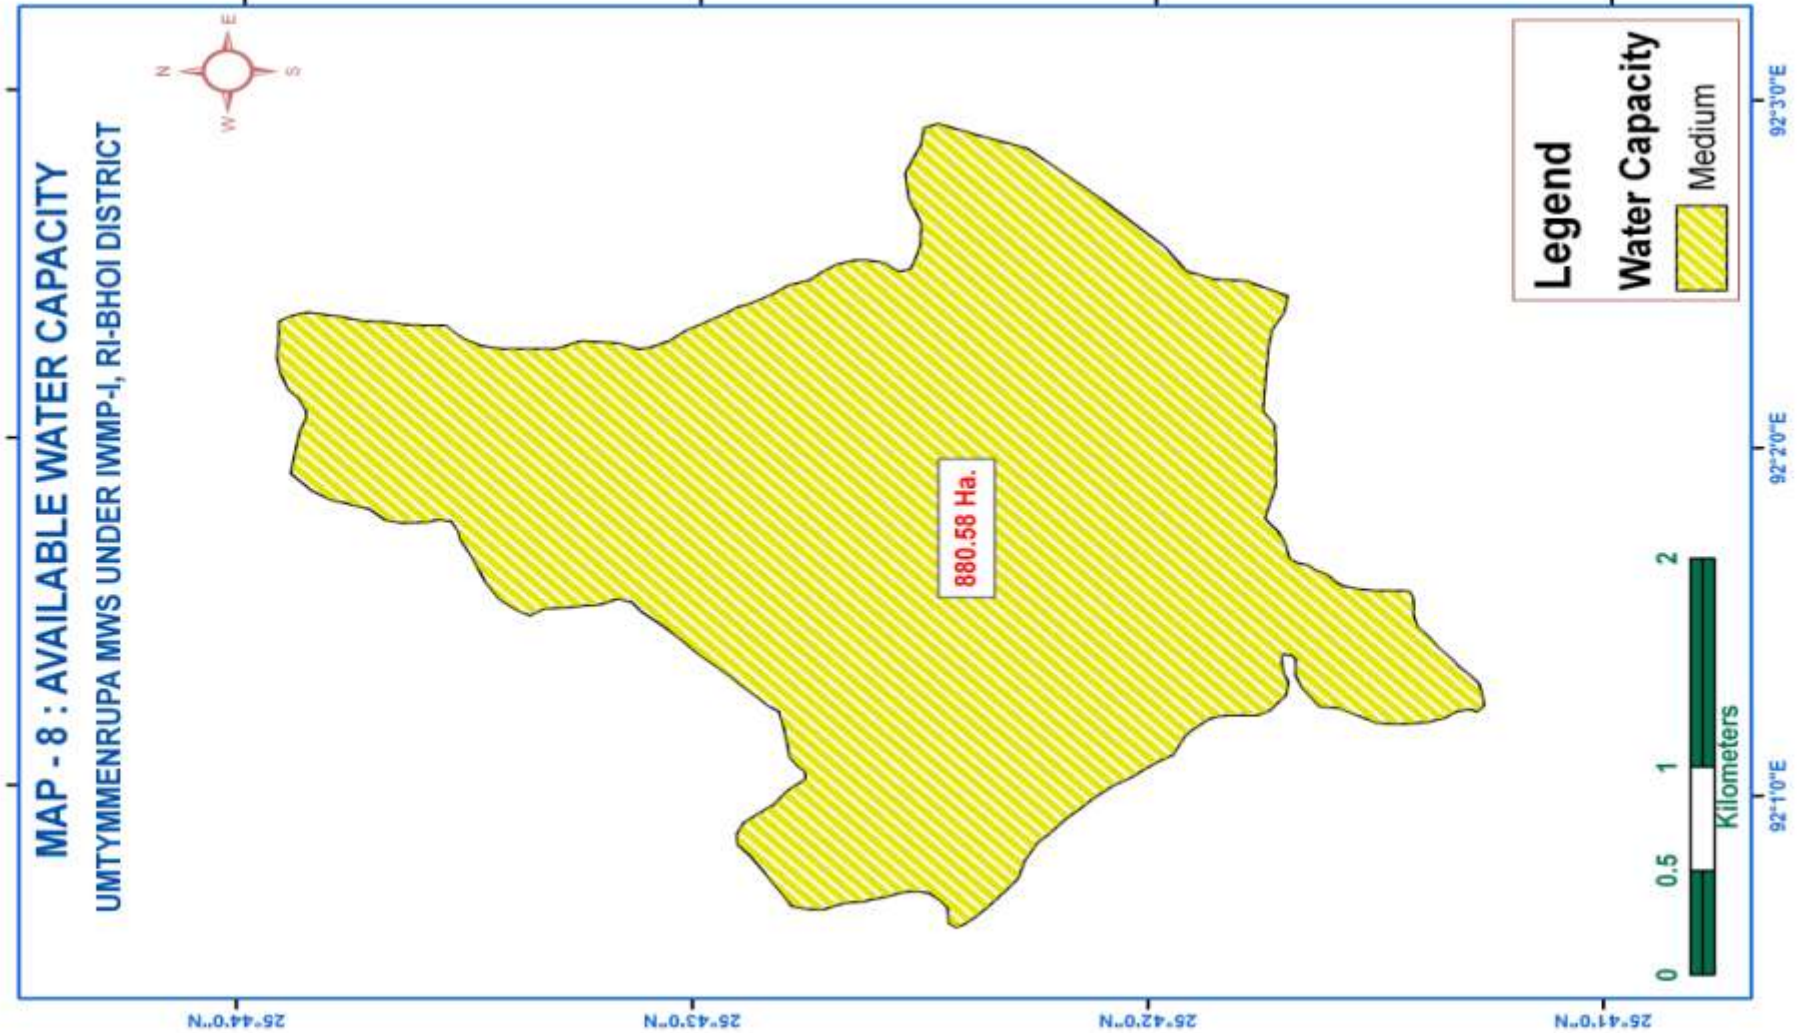 MAP - 8 : AVAILABLE WATER CAPACITY
UMTYMMENRUPA MWS UNDER IWMP-I, RI-BHOI DISTRICT
N
W
E
S
880.58 Ha.
Legend
Water Capacity
Medium
0 0.5 1 2
Kilometers
25°44'0"N
25°43'0"N
25°42'0"N
25°41'0"N
92°1'0"E
92°2'0"E
92°3'0"E